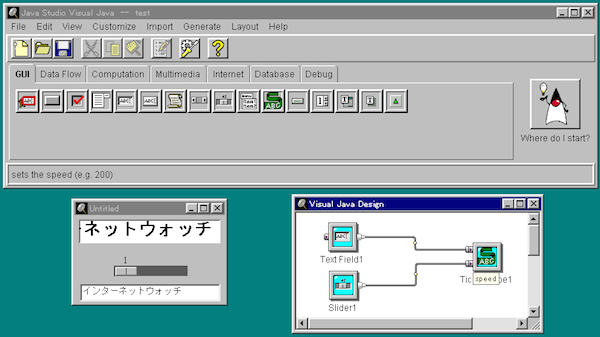 Java Studio Visual Java — test
File Edit View Customize Import Generate Layout Help
GUI Data Flow Computation Multimedia Internet Database Debug
Where do I start?
sets the speed (e.g. 200)
Untitled
ネットウォッチ
1
インターネットウォッチ
Visual Java Design
Text Field1
speed
Slider1